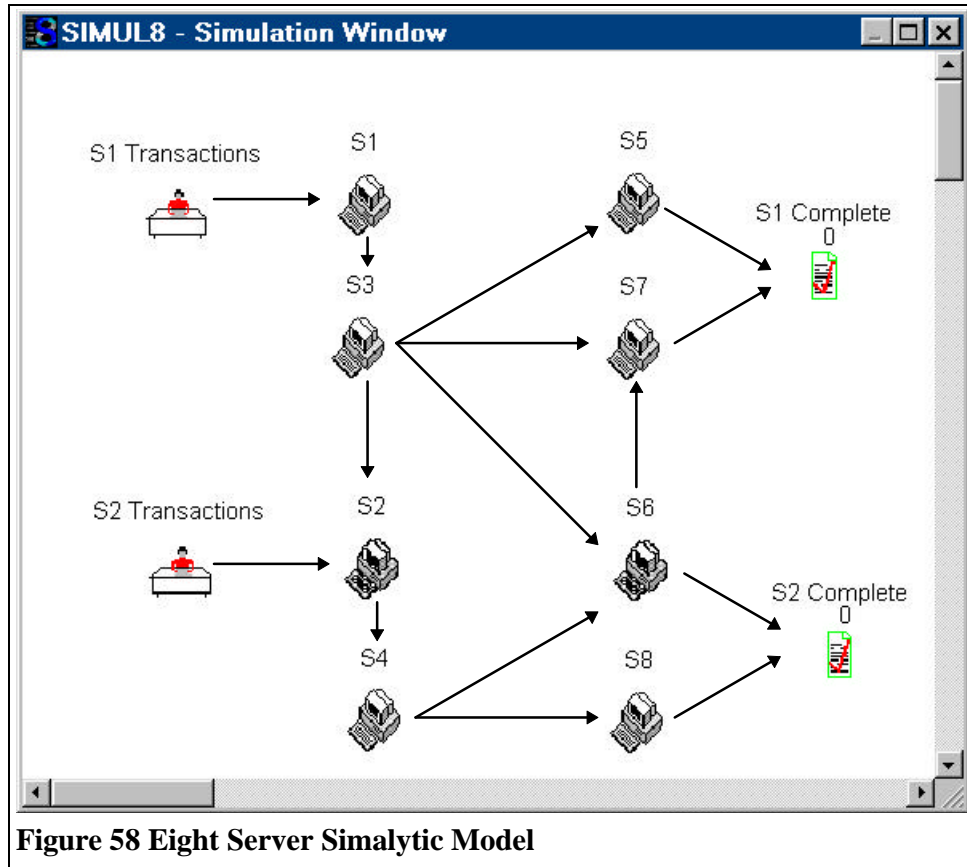 SIMUL8 - Simulation Window
S1 Transactions
S1
S5
S1 Complete
0
S3
S7
S2 Transactions
S2
S6
S2 Complete
0
S4
S8
Figure 58 Eight Server Simalytic Model